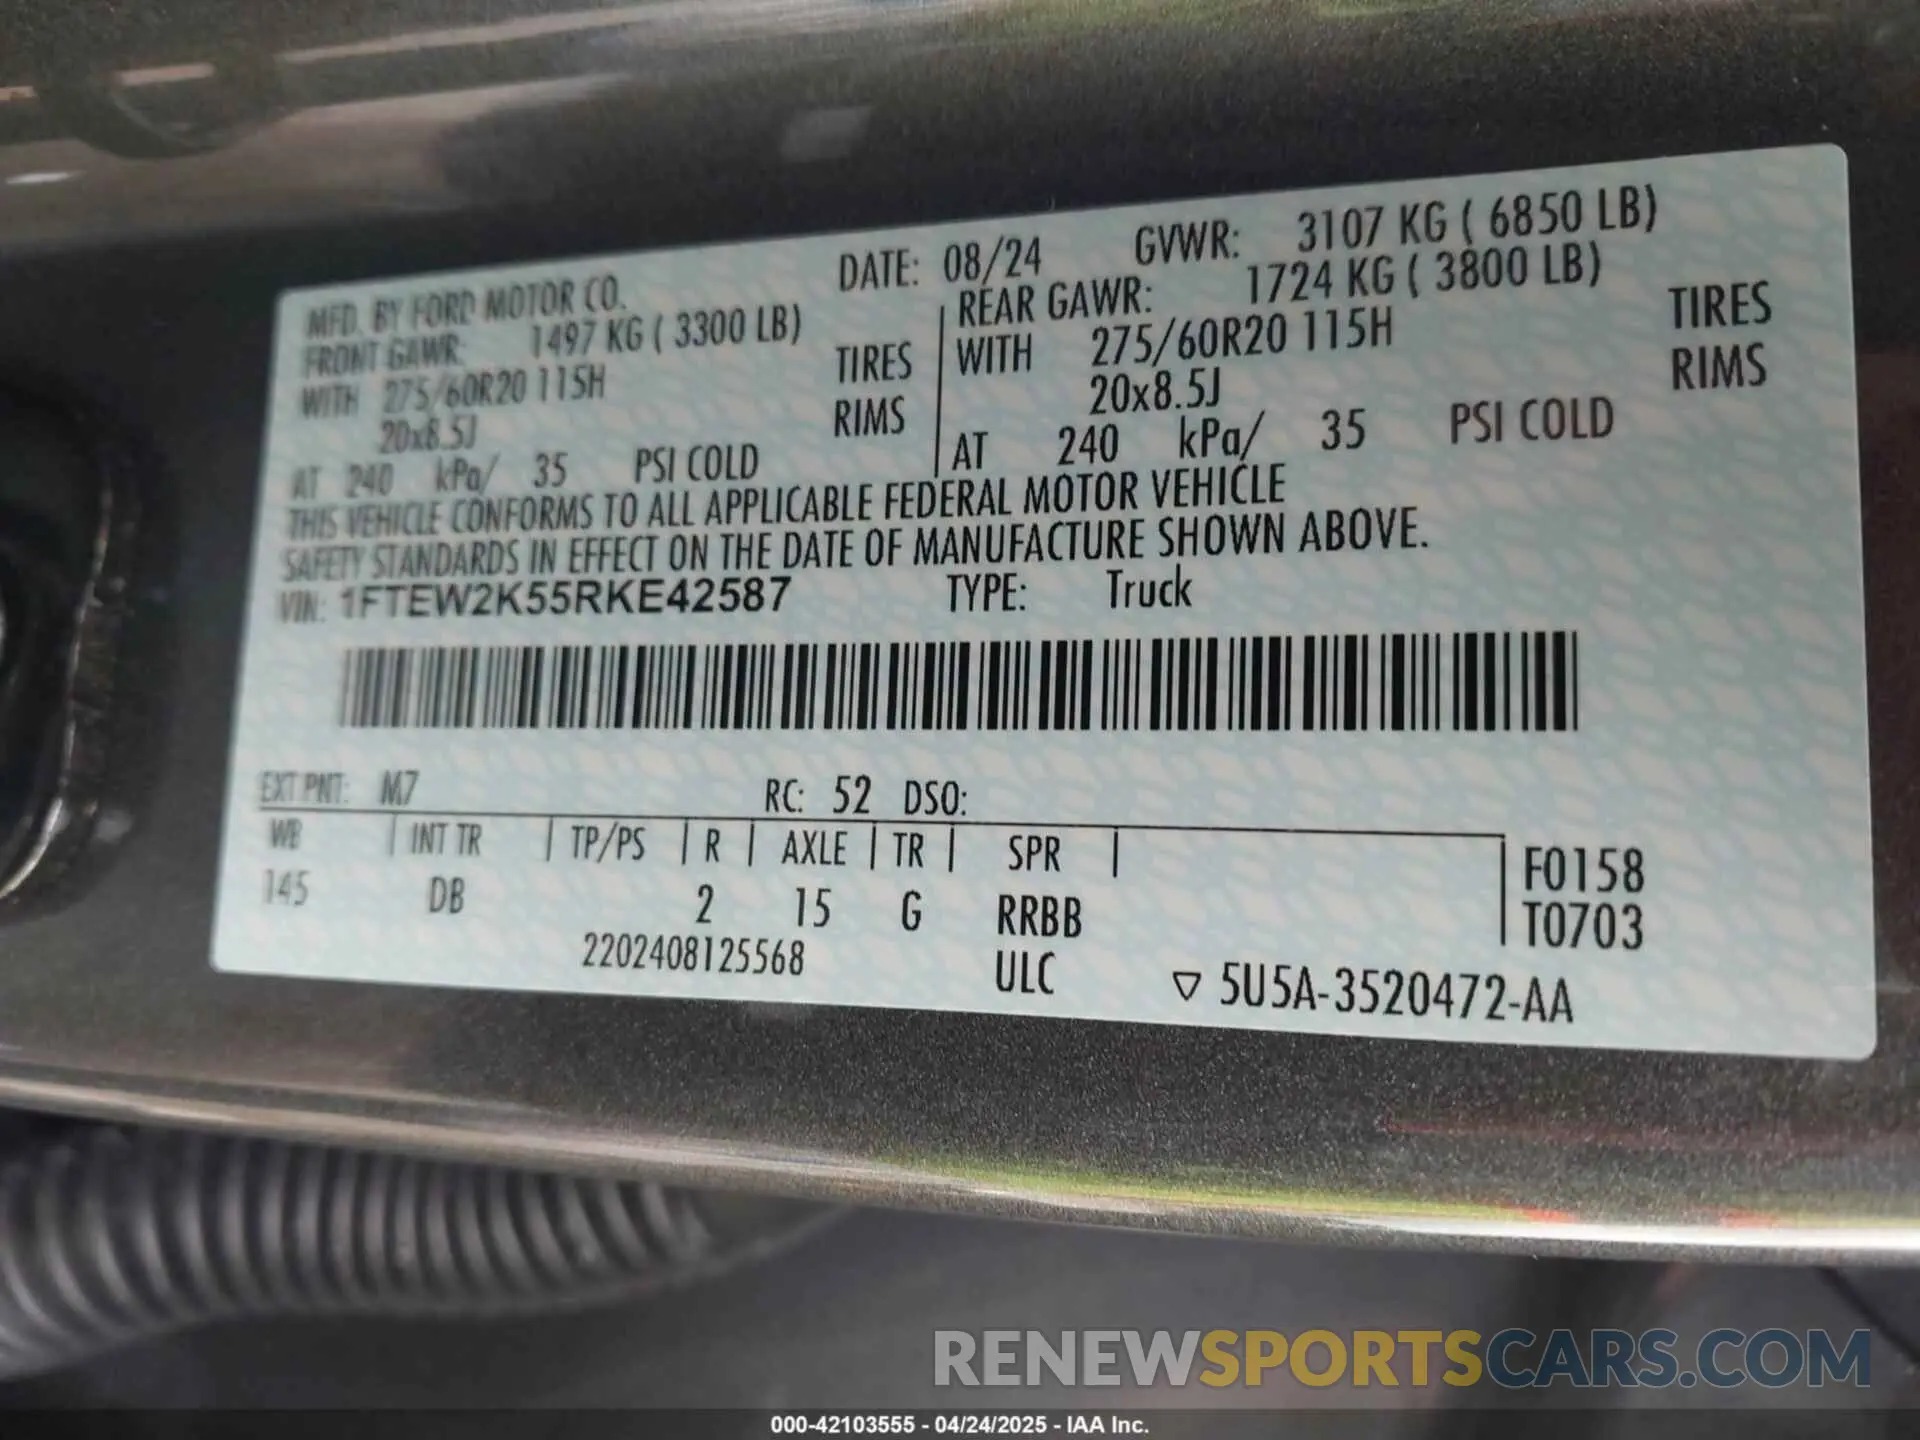 MFD. BY FORD MOTOR CO. DATE: 08/24 GVWR: 3107 KG ( 6850 LB)
FRONT GAWR: 1497 KG ( 3300 LB) REAR GAWR: 1724 KG ( 3800 LB)
WITH 275/60R20 115H TIRES WITH 275/60R20 115H TIRES
20x8.5J RIMS 20x8.5J RIMS
AT 240 kPa/ 35 PSI COLD AT 240 kPa/ 35 PSI COLD
THIS VEHICLE CONFORMS TO ALL APPLICABLE FEDERAL MOTOR VEHICLE
SAFETY STANDARDS IN EFFECT ON THE DATE OF MANUFACTURE SHOWN ABOVE.
VIN: 1FTEW2K55RKE42587 TYPE: Truck
EXT PNT: M7 RC: 52 DSO:
WB INT TR TP/PS R AXLE TR SPR F0158
145 DB 2 15 G RRBB T0703
2202408125568 ULC ▽ 5U5A-3520472-AA
RENEWSPORTSCARS.COM
000-42103555 - 04/24/2025 - IAA Inc.